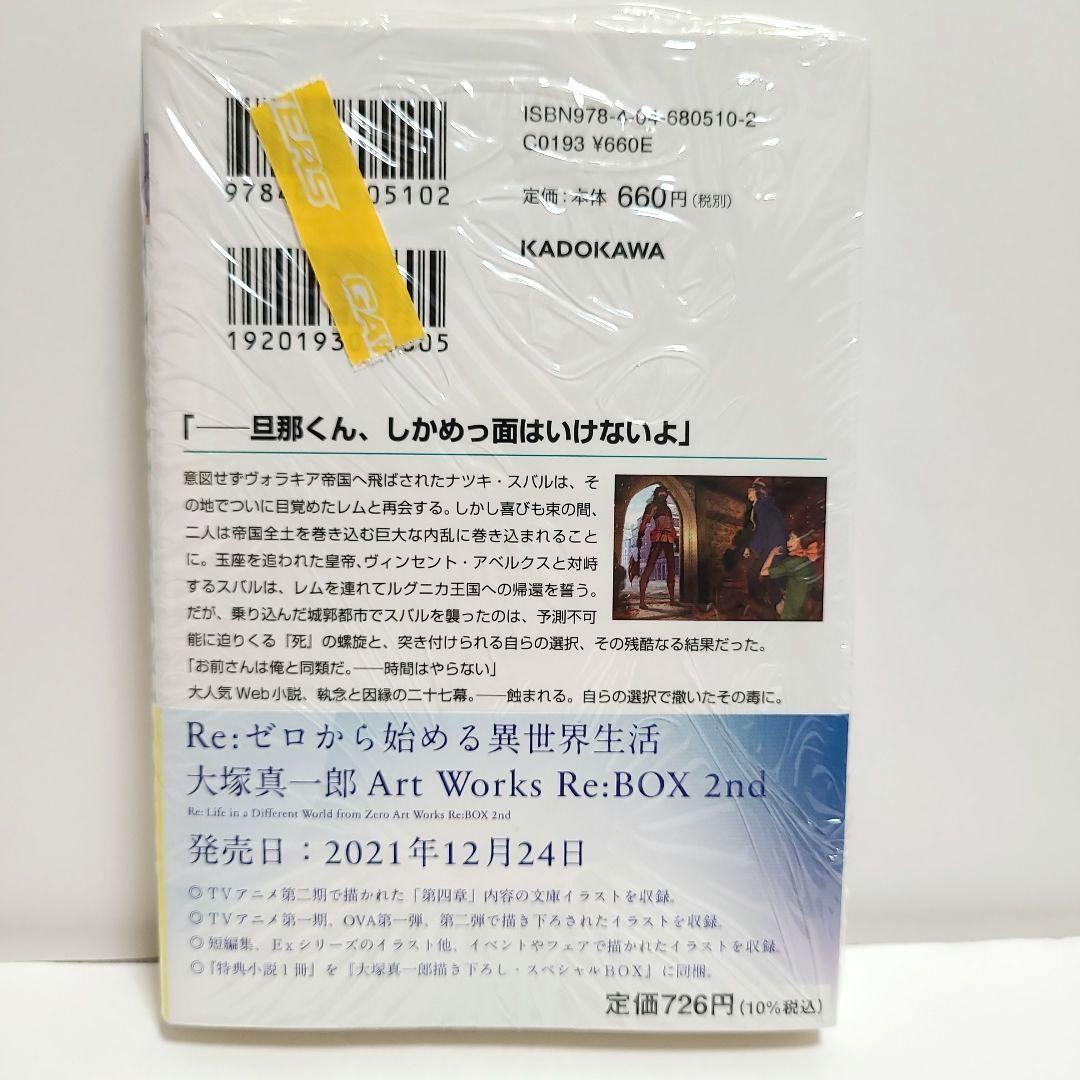 ISBN978-4-04-680510-2
C0193 ¥660E
定価:本体 660円(税別)
KADOKAWA
「──旦那くん、しかめっ面はいけないよ」
意図せずヴォラキア帝国へ飛ばされたナツキ・スバルは、そ
の地でついに目覚めたレムと再会する。しかし喜びも束の間、
二人は帝国全土を巻き込む巨大な内乱に巻き込まれること
に。玉座を追われた皇帝、ヴィンセント・アベルクスと対峙
するスバルは、レムを連れてルグニカ王国への帰還を誓う。
だが、乗り込んだ城郭都市でスバルを襲ったのは、予測不可
能に迫りくる『死』の螺旋と、突き付けられる自らの選択、その残酷なる結果だった。
「お前さんは俺と同類だ。──時間はやらない」
大人気Web小説、執念と因縁の二十七幕。──蝕まれる。自らの選択で撒いたその毒に。
Re:ゼロから始める異世界生活
大塚真一郎 Art Works Re:BOX 2nd
Re: Life in a Different World from Zero Art Works Re:BOX 2nd
発売日:2021年12月24日
◎TVアニメ第二期で描かれた「第四章」内容の文庫イラストを収録。
◎TVアニメ第一期、OVA第一弾、第二弾で描き下ろされたイラストを収録。
◎短編集、Exシリーズのイラスト他、イベントやフェアで描かれたイラストを収録。
◎『特典小説1冊』を『大塚真一郎描き下ろし・スペシャルBOX』に同梱。
定価726円(10%税込)